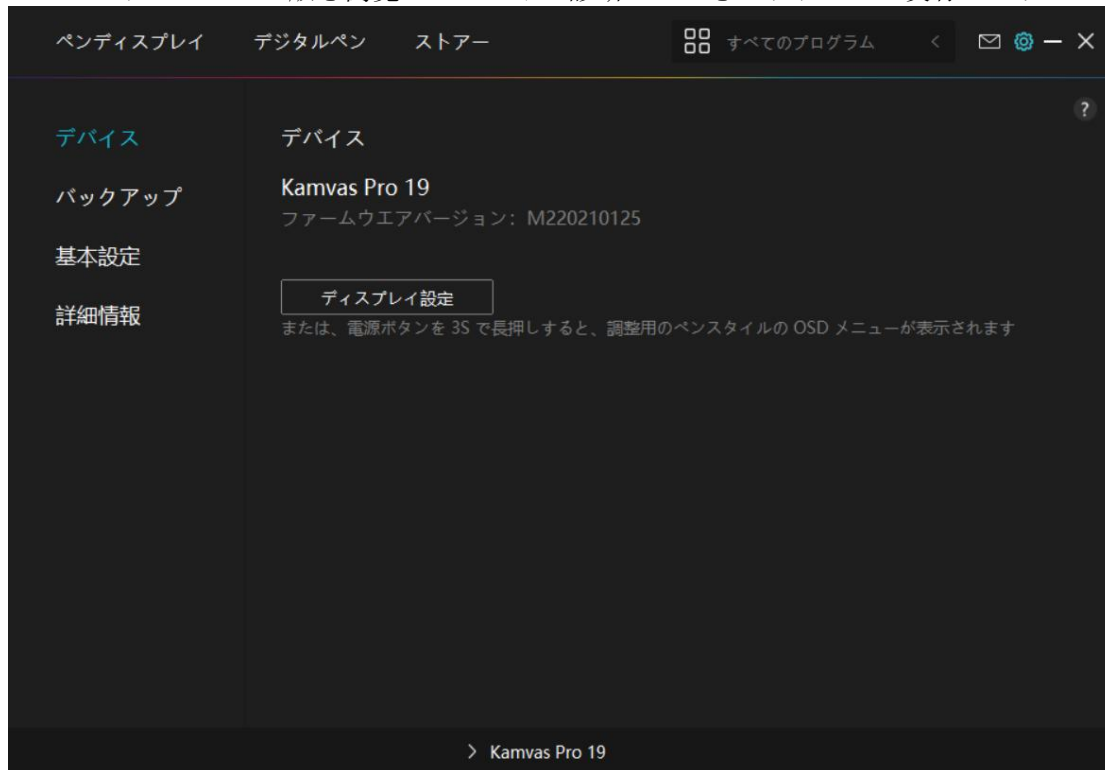 ペンディスプレイ
デジタルペン
ストアー
すべてのプログラム
?
デバイス
バックアップ
基本設定
詳細情報
デバイス
Kamvas Pro 19
ファームウエアバージョン: M220210125
ディスプレイ設定
または、電源ボタンを 3S で長押しすると、調整用のペンスタイルの OSD メニューが表示されます
Kamvas Pro 19